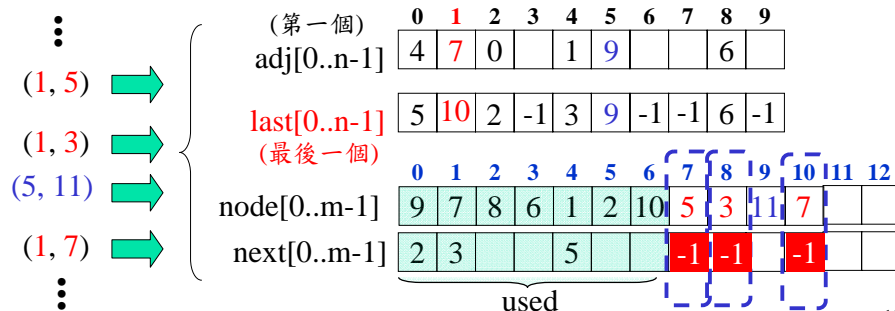 (第一個)
0 1 2 3 4 5 6 7 8 9
adj[0..n-1] 4 7 0 1 9 6
last[0..n-1] 5 10 2 -1 3 9 -1 -1 6 -1
(最後一個)
⋮
(1, 5)
(1, 3)
(5, 11)
(1, 7)
⋮
0 1 2 3 4 5 6 7 8 9 10 11 12
node[0..m-1] 9 7 8 6 1 2 10 5 3 11 7
next[0..m-1] 2 3 5 -1 -1 -1
used